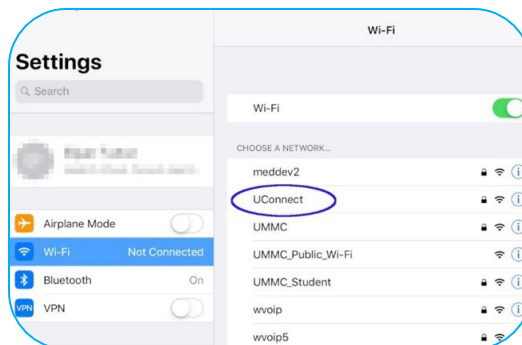 Settings
Search
Airplane Mode
Wi-Fi Not Connected
Bluetooth On
VPN VPN
Wi-Fi
Wi-Fi
CHOOSE A NETWORK...
meddev2
UConnect
UMMC
UMMC_Public_Wi-Fi
UMMC_Student
wvoip
wvoip5